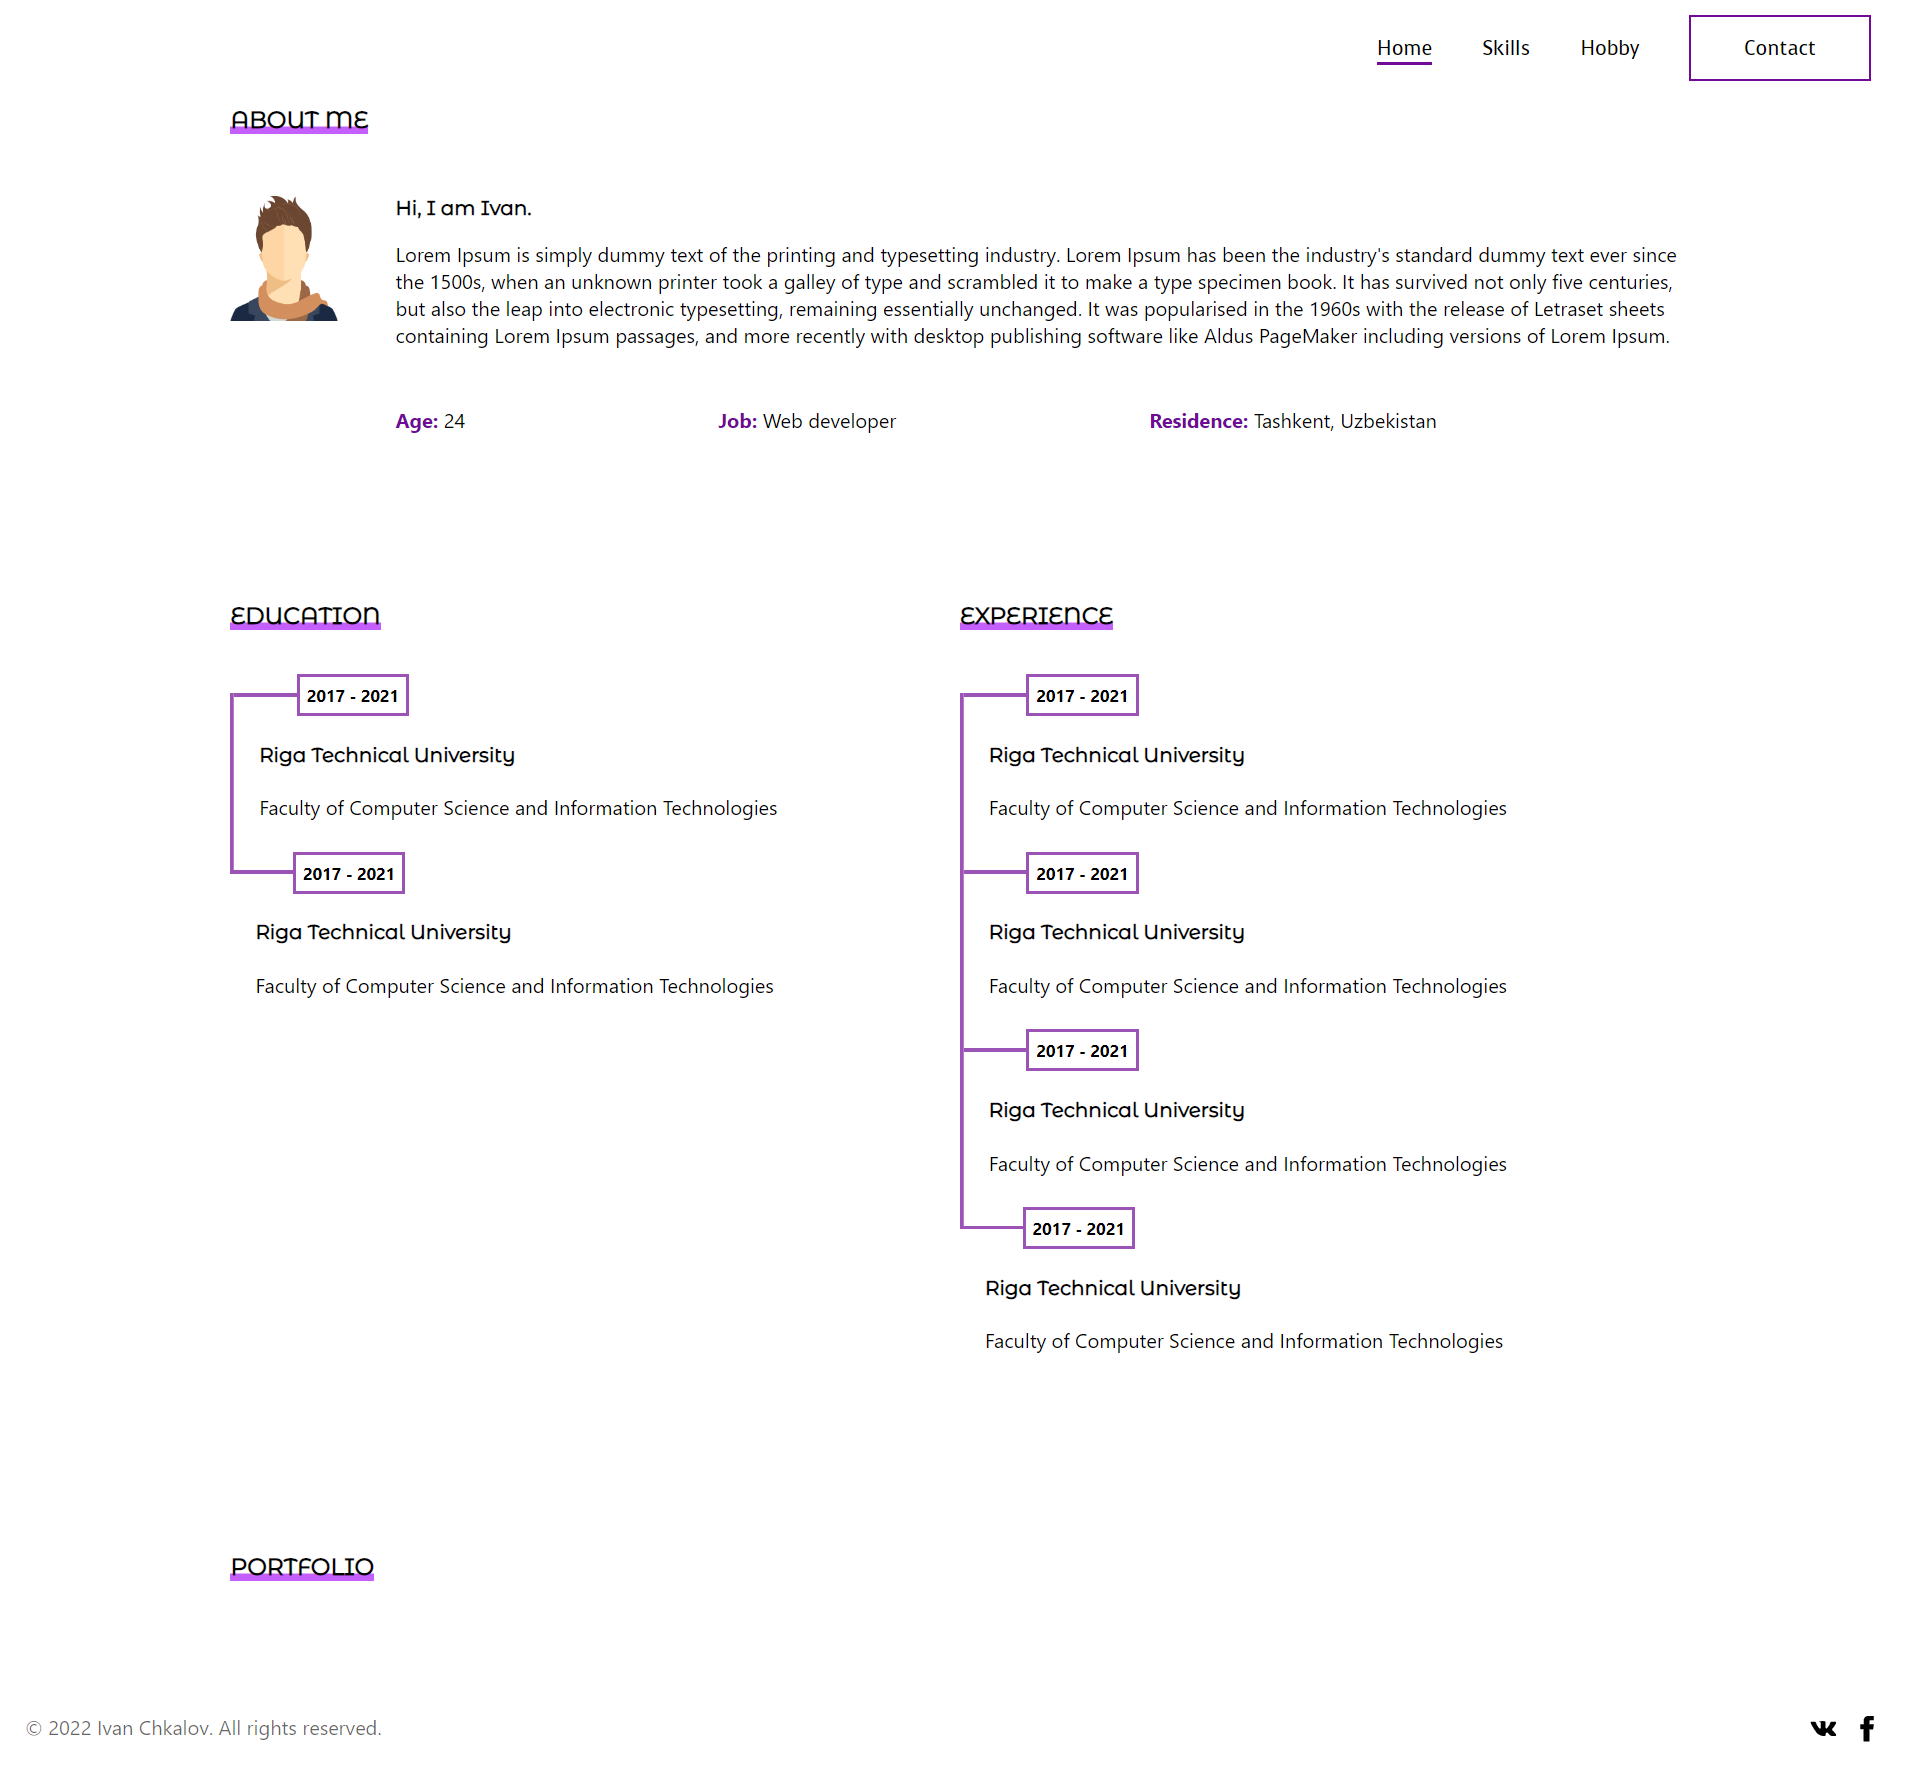 Home Skills Hobby Contact
ABOUT ME
Hi, I am Ivan.
Lorem Ipsum is simply dummy text of the printing and typesetting industry. Lorem Ipsum has been the industry's standard dummy text ever since
the 1500s, when an unknown printer took a galley of type and scrambled it to make a type specimen book. It has survived not only five centuries,
but also the leap into electronic typesetting, remaining essentially unchanged. It was popularised in the 1960s with the release of Letraset sheets
containing Lorem Ipsum passages, and more recently with desktop publishing software like Aldus PageMaker including versions of Lorem Ipsum.
Age: 24 Job: Web developer Residence: Tashkent, Uzbekistan
EDUCATION
2017 - 2021
Riga Technical University
Faculty of Computer Science and Information Technologies
2017 - 2021
Riga Technical University
Faculty of Computer Science and Information Technologies
EXPERIENCE
2017 - 2021
Riga Technical University
Faculty of Computer Science and Information Technologies
2017 - 2021
Riga Technical University
Faculty of Computer Science and Information Technologies
2017 - 2021
Riga Technical University
Faculty of Computer Science and Information Technologies
2017 - 2021
Riga Technical University
Faculty of Computer Science and Information Technologies
PORTFOLIO
© 2022 Ivan Chkalov. All rights reserved.